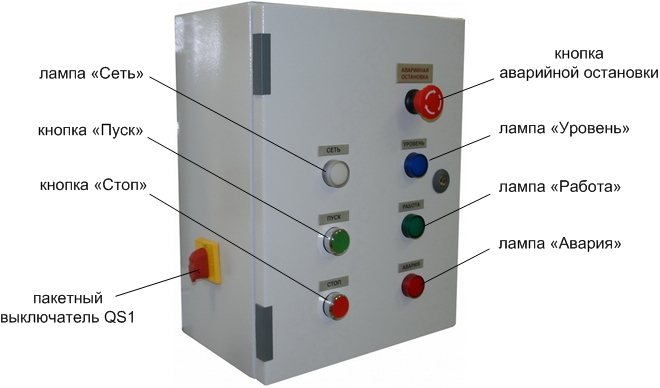 лампа «Сеть»
кнопка «Пуск»
кнопка «Стоп»
пакетный
выключатель QS1
кнопка
аварийной остановки
лампа «Уровень»
лампа «Работа»
лампа «Авария»
АВАРИЙНАЯ
ОСТАНОВКА
СЕТЬ
УРОВЕНЬ
ПУСК
РАБОТА
СТОП
АВАРИЯ